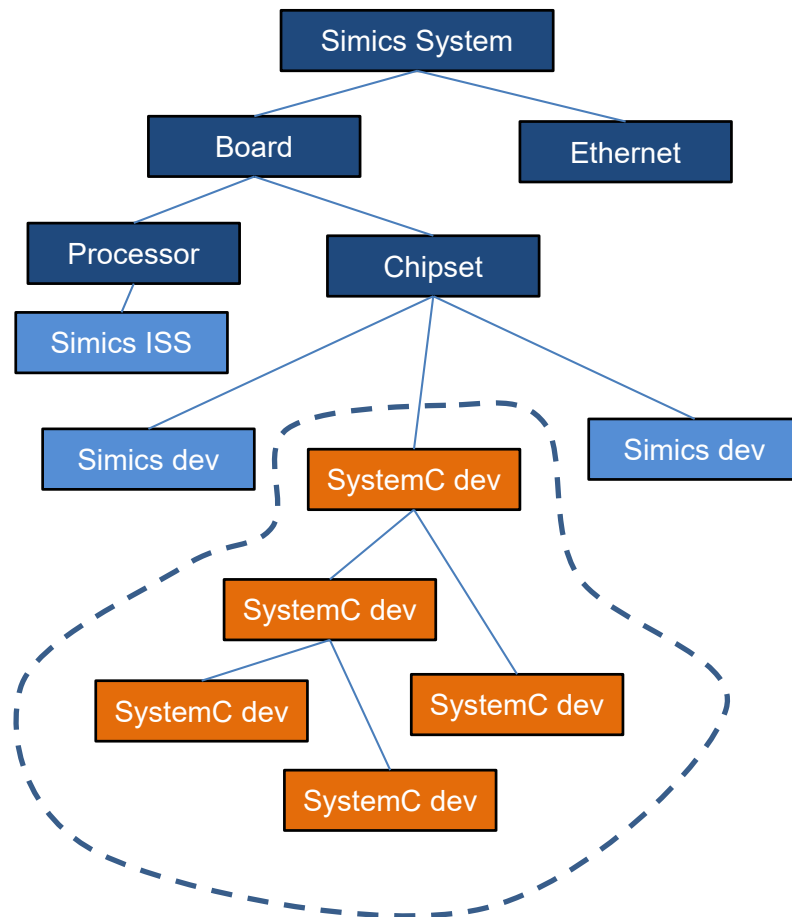 Simics System
Board
Ethernet
Processor
Chipset
Simics ISS
Simics dev
SystemC dev
Simics dev
SystemC dev
SystemC dev
SystemC dev
SystemC dev